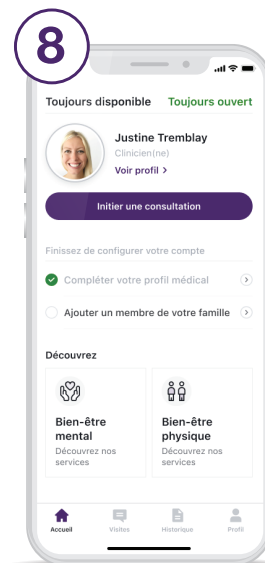 8
Toujours disponible Toujours ouvert
Justine Tremblay
Clinicien(ne)
Voir profil >
Initier une consultation
Finissez de configurer votre compte
Compléter votre profil médical
Ajouter un membre de votre famille
Découvrez
Bien-être
mental
Découvrez nos
services
Bien-être
physique
Découvrez nos
services
Accueil Visites Historique Profil